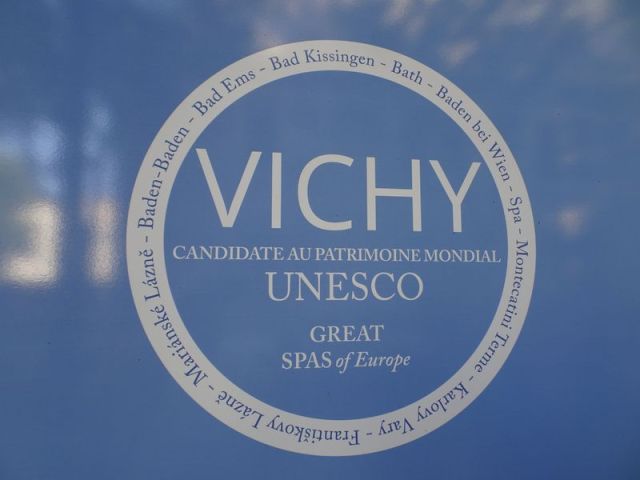 Baden-Baden - Bad Ems - Bad Kissingen - Bath - Baden bei Wien - Spa - Montecatini Terme - Karlovy Vary - Františkovy Lázně - Mariánské Lázně -
VICHY
CANDIDATE AU PATRIMOINE MONDIAL
UNESCO
GREAT
SPAS of Europe